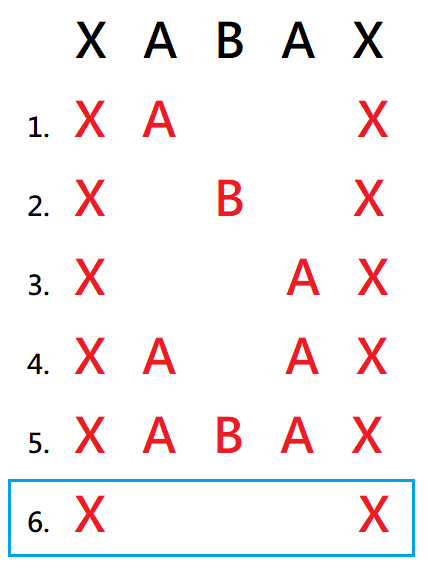 X A B A X
1. X A X
2. X B X
3. X A X
4. X A A X
5. X A B A X
6. X X